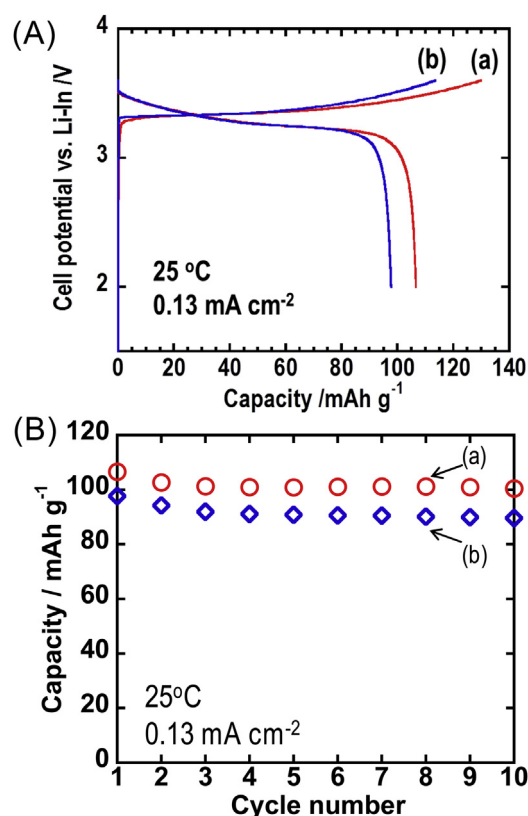 (A)
4
3
2
Cell potential vs. Li-In /V
(b) (a)
25 °C
0.13 mA cm-2
0 20 40 60 80 100 120 140
Capacity /mAh g-1
(B)
120
100
80
60
40
20
0
Capacity / mAh g-1
(a)
(b)
25°C
0.13 mA cm-2
1 2 3 4 5 6 7 8 9 10
Cycle number